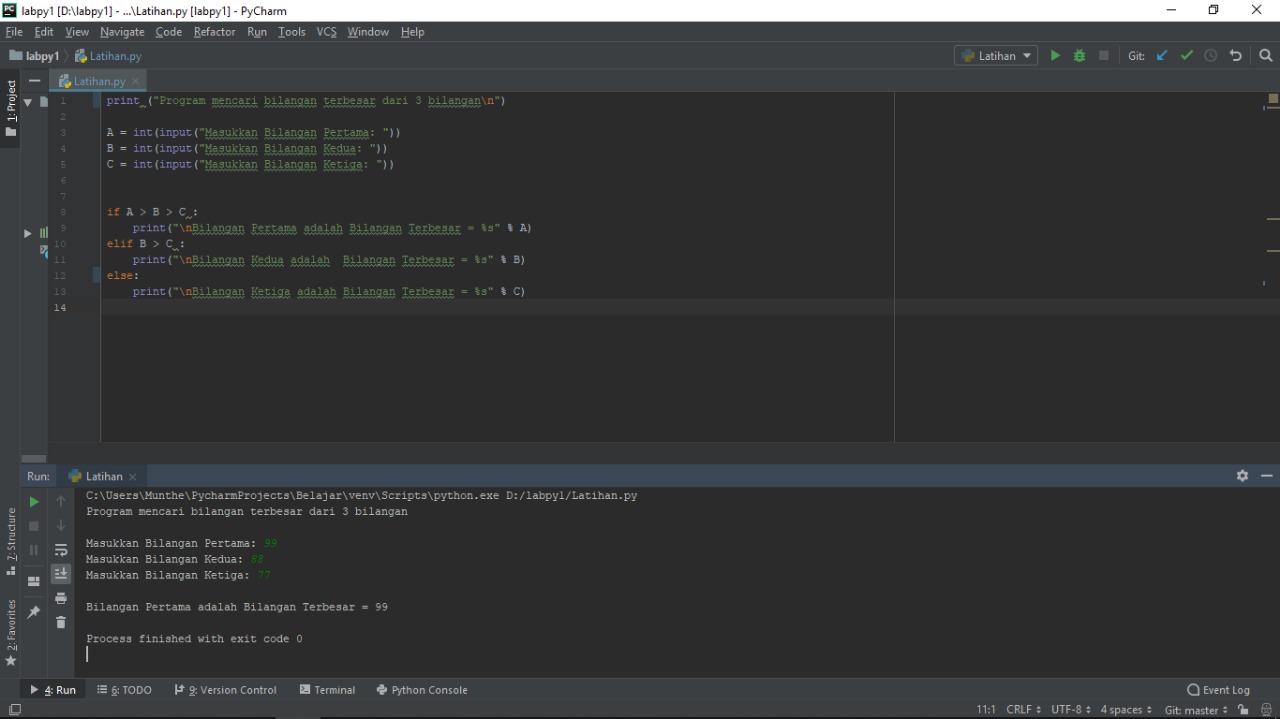 labpy1 [D:\labpy1] - ...\Latihan.py [labpy1] - PyCharm
File Edit View Navigate Code Refactor Run Tools VCS Window Help
labpy1 Latihan.py Latihan Git:
1: Project
Latihan.py
1 print ("Program mencari bilangan terbesar dari 3 bilangan\n")
2
3 A = int(input("Masukkan Bilangan Pertama: "))
4 B = int(input("Masukkan Bilangan Kedua: "))
5 C = int(input("Masukkan Bilangan Ketiga: "))
6
7
8 if A > B > C :
9     print("\nBilangan Pertama adalah Bilangan Terbesar = %s" % A)
10 elif B > C :
11     print("\nBilangan Kedua adalah  Bilangan Terbesar = %s" % B)
12 else:
13     print("\nBilangan Ketiga adalah Bilangan Terbesar = %s" % C)
14
Run: Latihan
C:\Users\Munthe\PycharmProjects\Belajar\venv\Scripts\python.exe D:/labpy1/Latihan.py
Program mencari bilangan terbesar dari 3 bilangan
Masukkan Bilangan Pertama: 99
Masukkan Bilangan Kedua: 88
Masukkan Bilangan Ketiga: 77
Bilangan Pertama adalah Bilangan Terbesar = 99
Process finished with exit code 0
7: Structure
2: Favorites
4: Run 6: TODO 9: Version Control Terminal Python Console Event Log
11:1 CRLF UTF-8 4 spaces Git: master